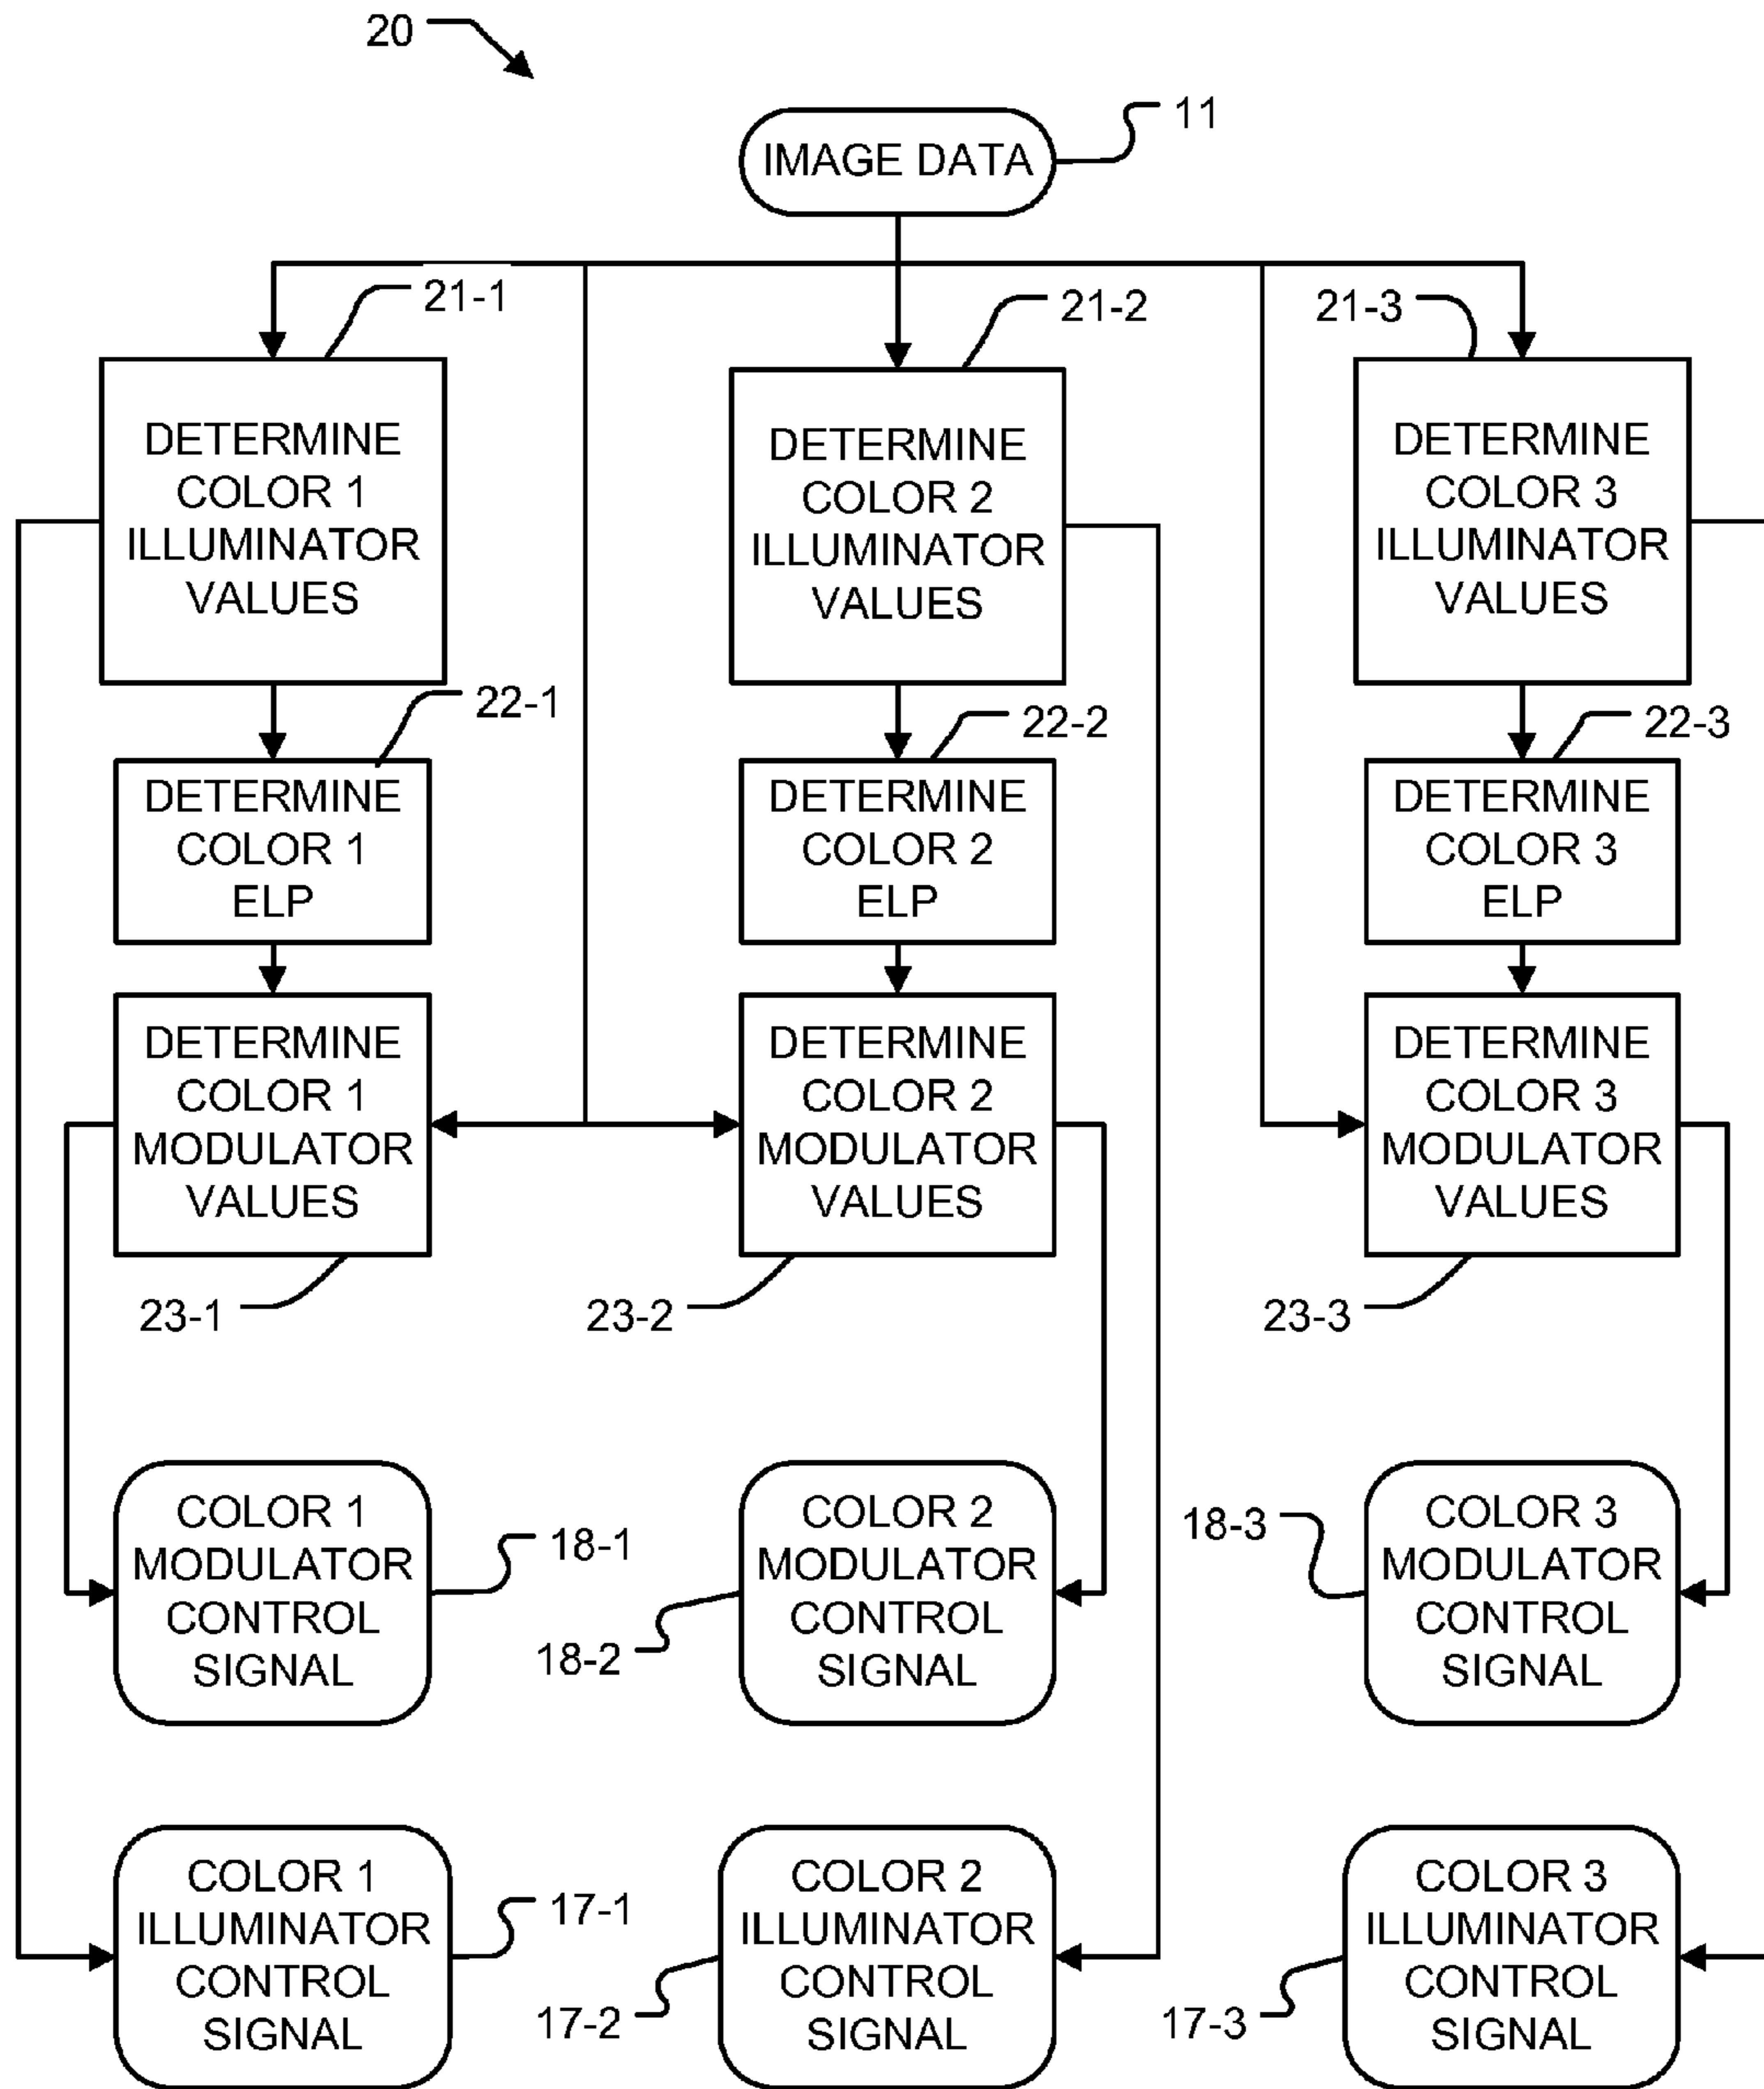 20
11
IMAGE DATA
21-1
21-2
21-3
DETERMINE
COLOR 1
ILLUMINATOR
VALUES
DETERMINE
COLOR 2
ILLUMINATOR
VALUES
DETERMINE
COLOR 3
ILLUMINATOR
VALUES
22-1
22-2
22-3
DETERMINE
COLOR 1
ELP
DETERMINE
COLOR 2
ELP
DETERMINE
COLOR 3
ELP
DETERMINE
COLOR 1
MODULATOR
VALUES
DETERMINE
COLOR 2
MODULATOR
VALUES
DETERMINE
COLOR 3
MODULATOR
VALUES
23-1
23-2
23-3
COLOR 1
MODULATOR
CONTROL
SIGNAL
18-1
COLOR 2
MODULATOR
CONTROL
SIGNAL
18-2
18-3
COLOR 3
MODULATOR
CONTROL
SIGNAL
COLOR 1
ILLUMINATOR
CONTROL
SIGNAL
17-1
COLOR 2
ILLUMINATOR
CONTROL
SIGNAL
17-2
17-3
COLOR 3
ILLUMINATOR
CONTROL
SIGNAL